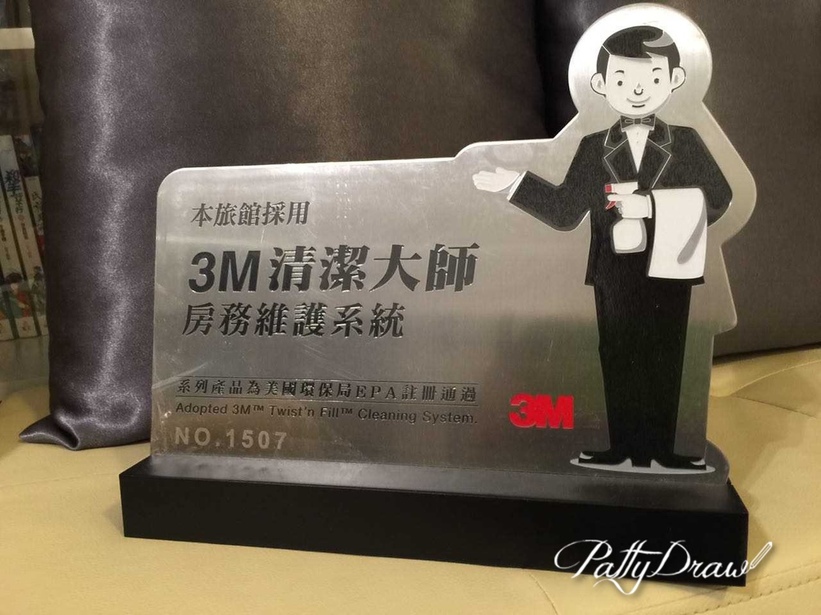 本旅館採用
3M清潔大師
房務維護系統
系列產品為美國環保局EPA註冊通過
Adopted 3M™ Twist'n Fill™ Cleaning System.
NO.1507
3M
PattyDraw